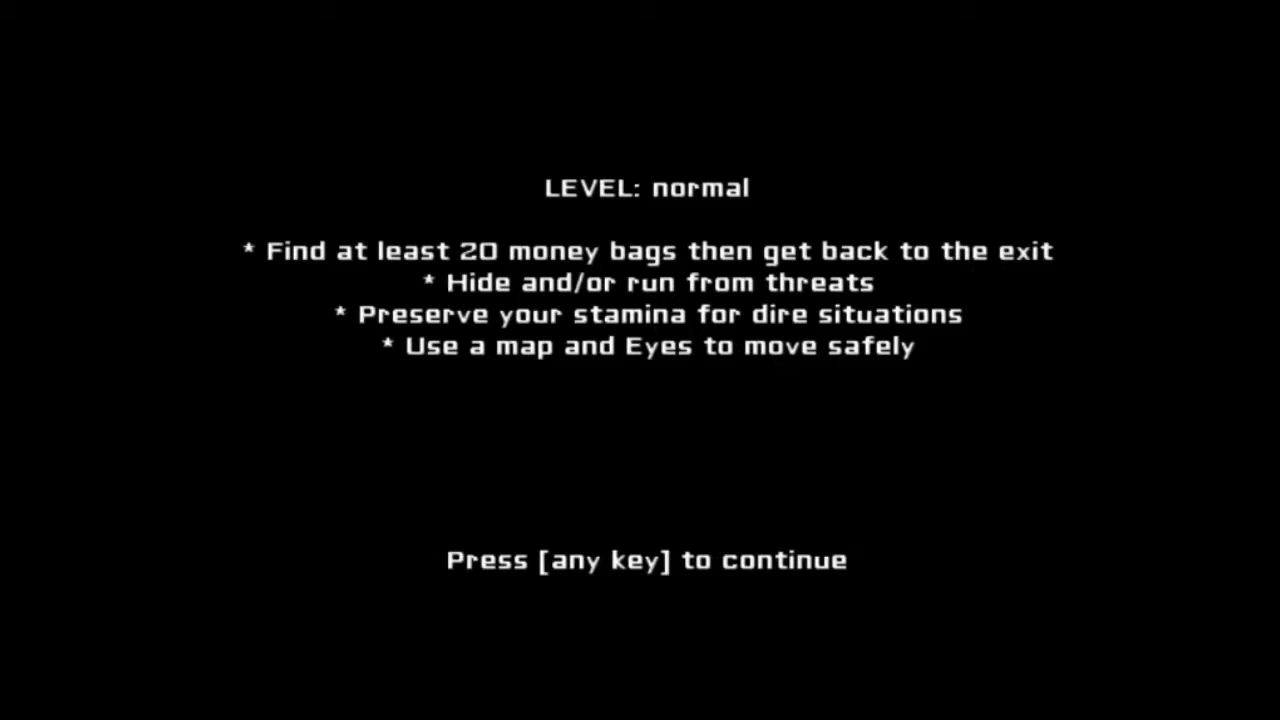 LEVEL: normal
* Find at least 20 money bags then get back to the exit
* Hide and/or run from threats
* Preserve your stamina for dire situations
* Use a map and Eyes to move safely
Press [any key] to continue